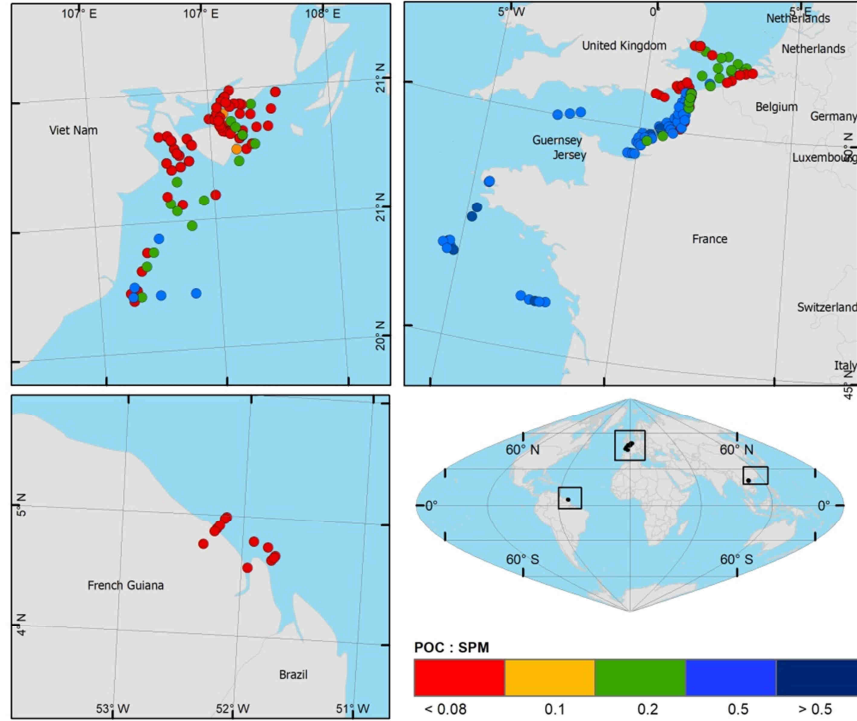 107° E 107° E 108° E
Viet Nam
21° N
21° N
20° N
5° W 0° 5° E
Netherlands
United Kingdom
Netherlands
Belgium
Germany
Guernsey
Jersey
50° N
Luxembourg
France
Switzerland
Italy
45° N
5° N
4° N
French Guiana
Brazil
53° W 52° W 51° W
60° N 60° N
0° 0°
60° S 60° S
POC : SPM
< 0.08 0.1 0.2 0.5 > 0.5